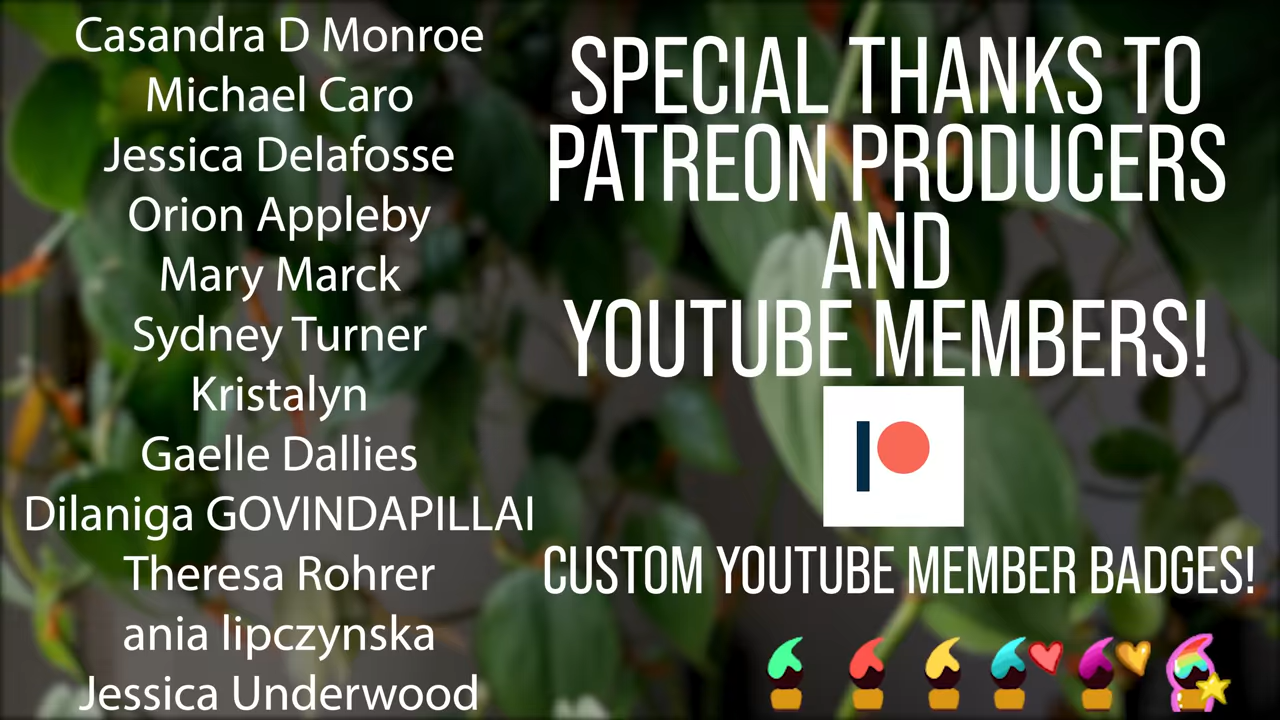 Casandra D Monroe
Michael Caro
Jessica Delafosse
Orion Appleby
Mary Marck
Sydney Turner
Kristalyn
Gaelle Dallies
Dilaniga GOVINDAPILLAI
Theresa Rohrer
ania lipczynska
Jessica Underwood
SPECIAL THANKS TO
PATREON PRODUCERS
AND
YOUTUBE MEMBERS!
CUSTOM YOUTUBE MEMBER BADGES!